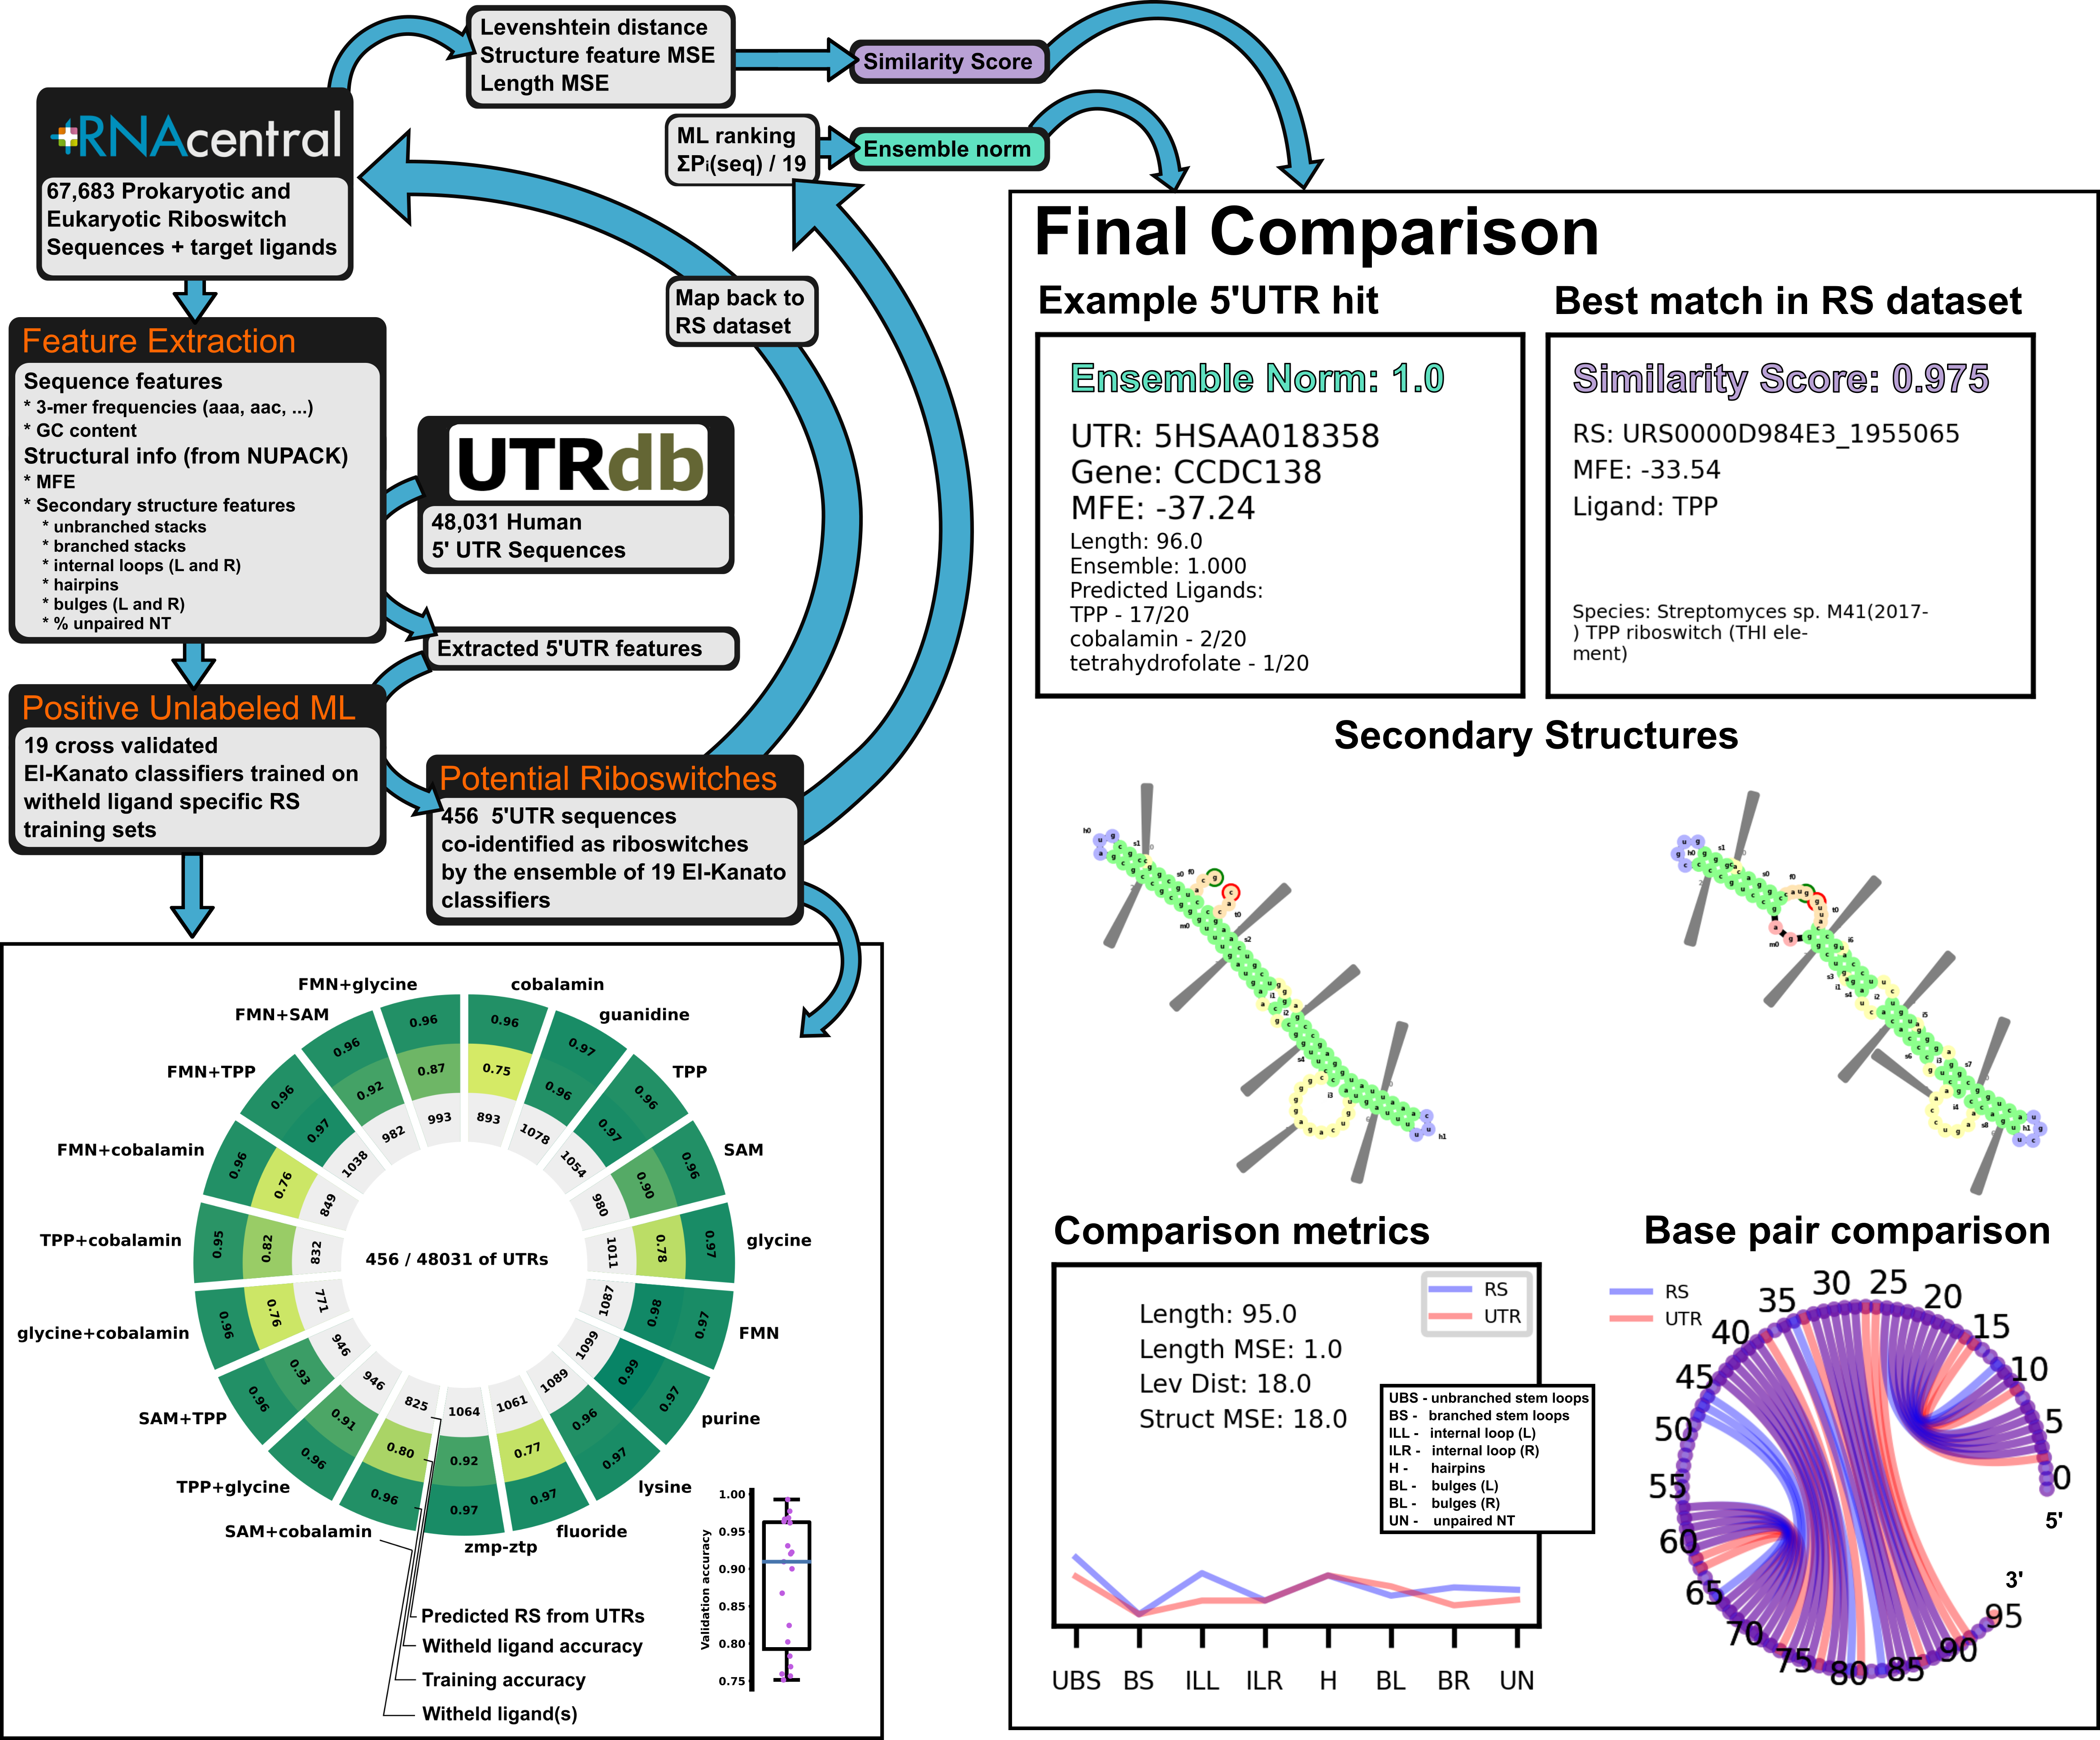 Levenshtein distance
Structure feature MSE
Length MSE
Similarity Score
ML ranking
ΣPi(seq) / 19
Ensemble norm
RNAcentral
67,683 Prokaryotic and
Eukaryotic Riboswitch
Sequences + target ligands
Map back to
RS dataset
Feature Extraction
Sequence features
* 3-mer frequencies (aaa, aac, ...)
* GC content
Structural info (from NUPACK)
* MFE
* Secondary structure features
* unbranched stacks
* branched stacks
* internal loops (L and R)
* hairpins
* bulges (L and R)
* % unpaired NT
UTRdb
48,031 Human
5' UTR Sequences
Extracted 5'UTR features
Positive Unlabeled ML
19 cross validated
El-Kanato classifiers trained on
witheld ligand specific RS
training sets
Potential Riboswitches
456 5'UTR sequences
co-identified as riboswitches
by the ensemble of 19 El-Kanato
classifiers
cobalamin
0.96
0.75
893
guanidine
0.97
0.96
1078
TPP
0.96
0.97
1054
SAM
0.96
0.90
980
glycine
0.97
0.78
1011
FMN
0.97
0.98
1087
purine
0.97
0.99
1099
lysine
0.97
0.96
1089
fluoride
0.97
0.77
1061
zmp-ztp
0.97
0.92
1064
SAM+cobalamin
0.96
0.80
825
TPP+glycine
0.96
0.91
946
SAM+TPP
0.96
0.93
946
glycine+cobalamin
0.96
0.76
771
TPP+cobalamin
0.95
0.82
832
FMN+cobalamin
0.96
0.76
849
FMN+TPP
0.96
0.97
1038
FMN+SAM
0.96
0.92
982
FMN+glycine
0.96
0.87
993
456 / 48031 of UTRs
Predicted RS from UTRs
Witheld ligand accuracy
Training accuracy
Witheld ligand(s)
Validation accuracy
1.00
0.95
0.90
0.85
0.80
0.75
Final Comparison
Example 5'UTR hit
Ensemble Norm: 1.0
UTR: 5HSAA018358
Gene: CCDC138
MFE: -37.24
Length: 96.0
Ensemble: 1.000
Predicted Ligands:
TPP - 17/20
cobalamin - 2/20
tetrahydrofolate - 1/20
Best match in RS dataset
Similarity Score: 0.975
RS: URS0000D984E3_1955065
MFE: -33.54
Ligand: TPP
Species: Streptomyces sp. M41(2017-
) TPP riboswitch (THI ele-
ment)
Secondary Structures
Comparison metrics
RS
UTR
Length: 95.0
Length MSE: 1.0
Lev Dist: 18.0
Struct MSE: 18.0
UBS - unbranched stem loops
BS - branched stem loops
ILL - internal loop (L)
ILR - internal loop (R)
H - hairpins
BL - bulges (L)
BL - bulges (R)
UN - unpaired NT
UBS BS ILL ILR H BL BR UN
Base pair comparison
RS
UTR
0
5
10
15
20
25
30
35
40
45
50
55
60
65
70
75
80
85
90
95
5'
3'